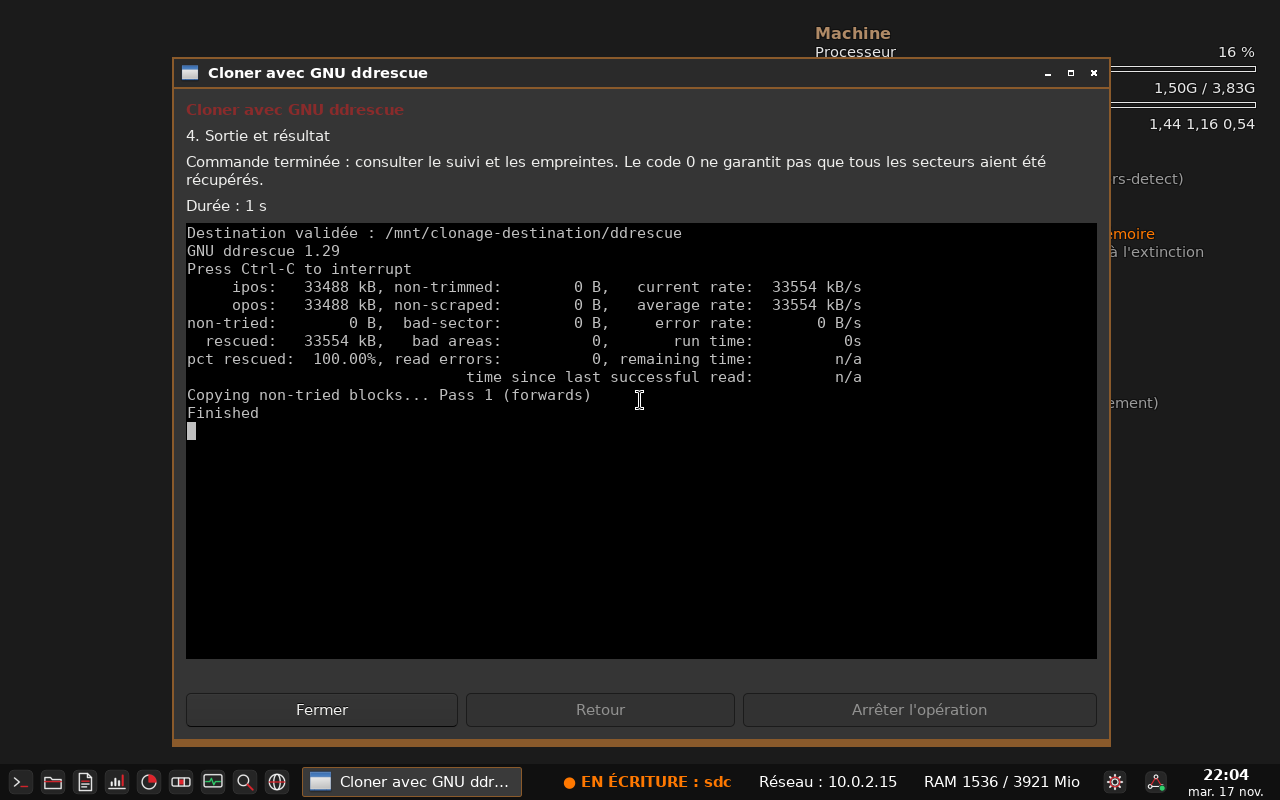 Machine
Processeur 16 %
Cloner avec GNU ddrescue
1,50G / 3,83G
Cloner avec GNU ddrescue
1,44 1,16 0,54
4. Sortie et résultat
Commande terminée : consulter le suivi et les empreintes. Le code 0 ne garantit pas que tous les secteurs aient été
récupérés.
rs-detect)
Durée : 1 s
émoire
à l'extinction
ement)
Destination validée : /mnt/clonage-destination/ddrescue
GNU ddrescue 1.29
Press Ctrl-C to interrupt
     ipos:   33488 kB, non-trimmed:        0 B,   current rate:  33554 kB/s
     opos:   33488 kB, non-scraped:        0 B,   average rate:  33554 kB/s
non-tried:        0 B,  bad-sector:        0 B,     error rate:       0 B/s
  rescued:   33554 kB,   bad areas:          0,       run time:          0s
pct rescued:  100.00%, read errors:          0, remaining time:         n/a
                               time since last successful read:         n/a
Copying non-tried blocks... Pass 1 (forwards)
Finished
Fermer Retour Arrêter l'opération
Cloner avec GNU ddr... ● EN ÉCRITURE : sdc Réseau : 10.0.2.15 RAM 1536 / 3921 Mio 22:04
mar. 17 nov.